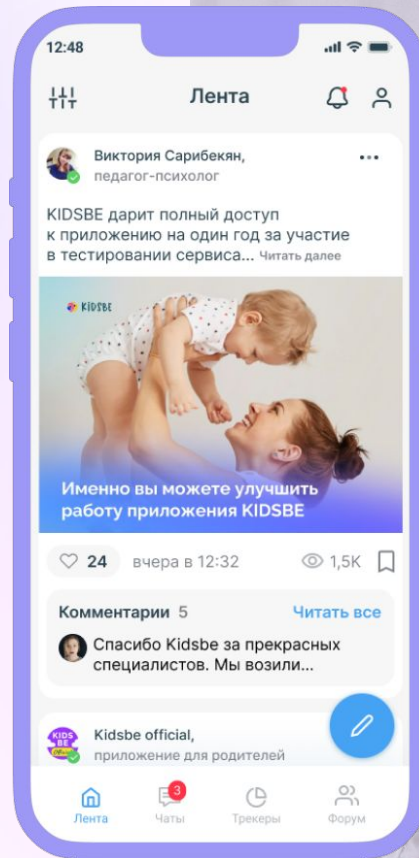 12:48
Лента
Виктория Сарибекян,
педагог-психолог
KIDSBE дарит полный доступ
к приложению на один год за участие
в тестировании сервиса... Читать далее
KIDSBE
Именно вы можете улучшить
работу приложения KIDSBE
24 вчера в 12:32 1,5K
Комментарии 5 Читать все
Спасибо Kidsbe за прекрасных
специалистов. Мы возили...
KIDS
BE
Kidsbe official,
приложение для родителей
3
Лента Чаты Трекеры Форум